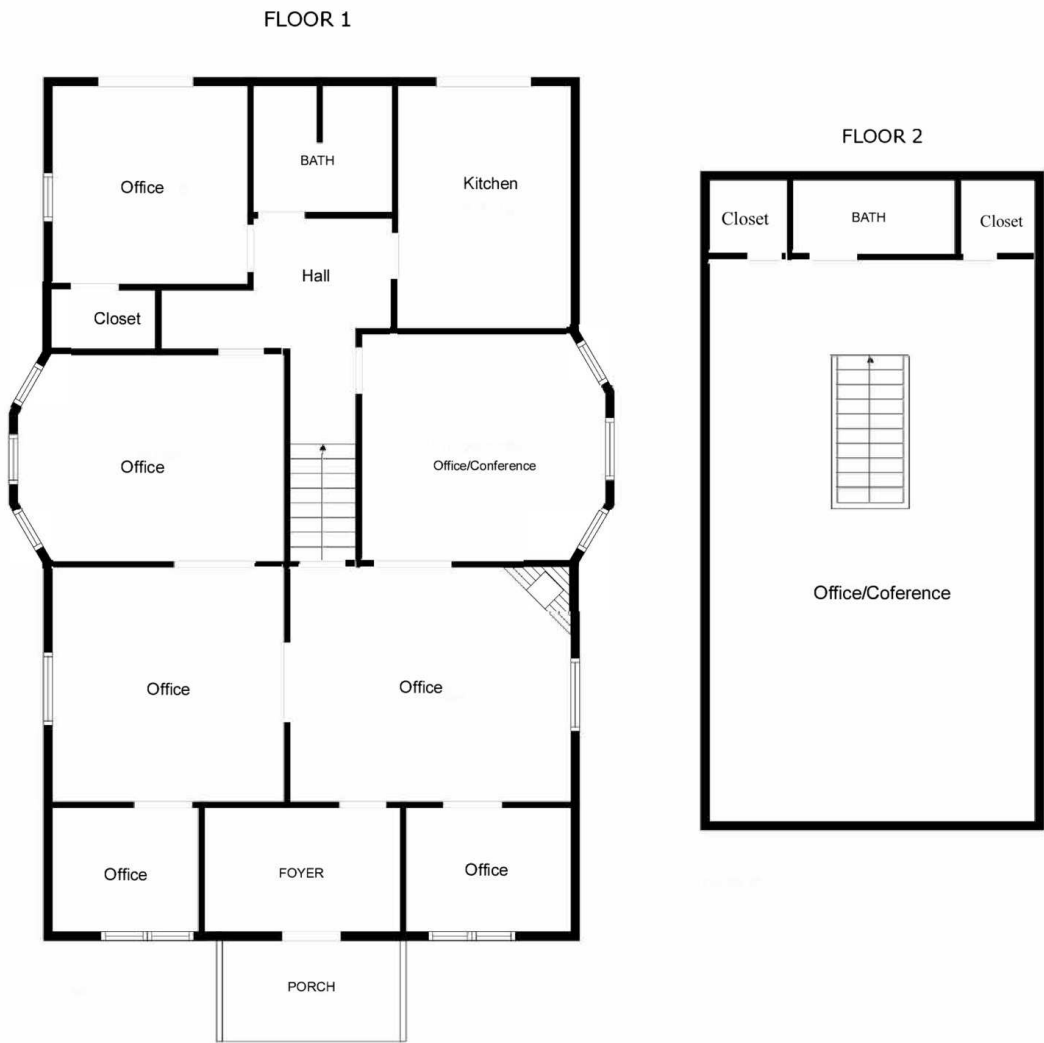 FLOOR 1
FLOOR 2
BATH
Office
Kitchen
Hall
Closet
Office
Office/Conference
Office
Office
Office
FOYER
Office
PORCH
Closet
BATH
Closet
Office/Coference